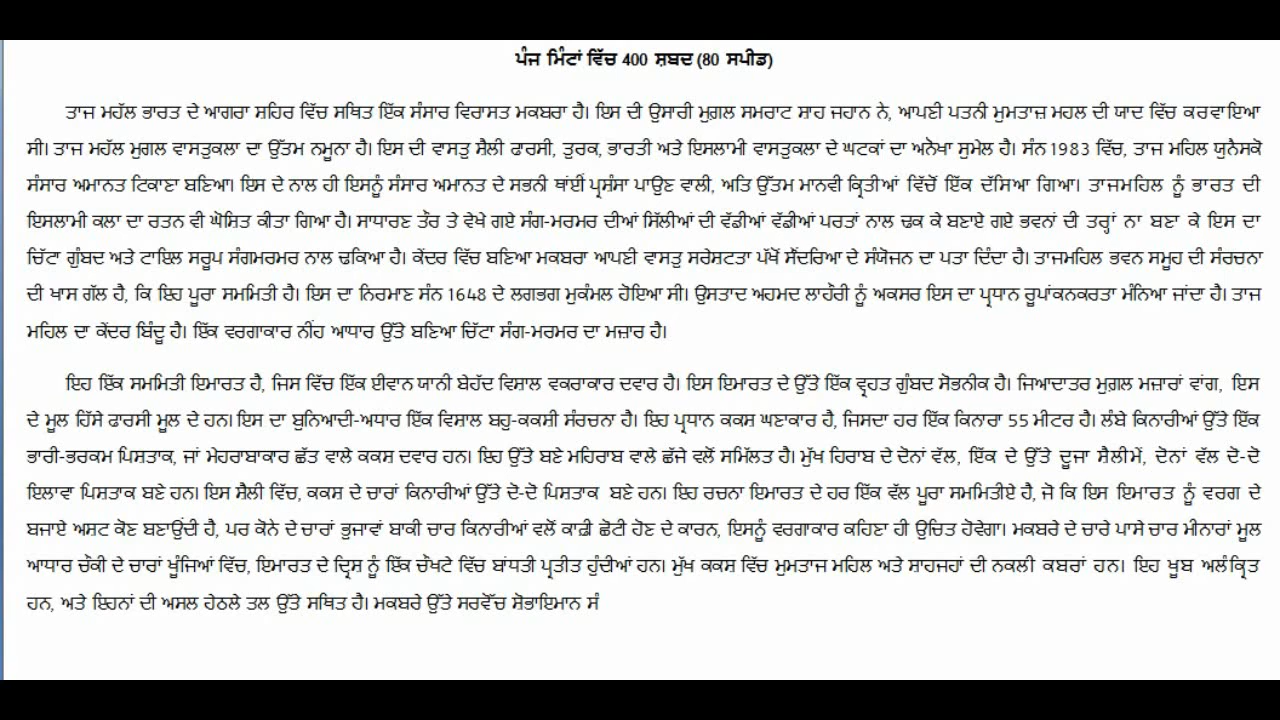 ਪੰਜ ਮਿੰਟਾਂ ਵਿੱਚ 400 ਸ਼ਬਦ (80 ਸਪੀਡ)
ਤਾਜ ਮਹੱਲ ਭਾਰਤ ਦੇ ਆਗਰਾ ਸ਼ਹਿਰ ਵਿੱਚ ਸਥਿਤ ਇੱਕ ਸੰਸਾਰ ਵਿਰਾਸਤ ਮਕਬਰਾ ਹੈ। ਇਸ ਦੀ ਉਸਾਰੀ ਮੁਗ਼ਲ ਸਮਰਾਟ ਸ਼ਾਹ ਜਹਾਨ ਨੇ, ਆਪਣੀ ਪਤਨੀ ਮੁਮਤਾਜ਼ ਮਹਲ ਦੀ ਯਾਦ ਵਿੱਚ ਕਰਵਾਇਆ
ਸੀ। ਤਾਜ ਮਹੱਲ ਮੁਗਲ ਵਾਸਤੁਕਲਾ ਦਾ ਉੱਤਮ ਨਮੂਨਾ ਹੈ। ਇਸ ਦੀ ਵਾਸਤੁ ਸ਼ੈਲੀ ਫਾਰਸੀ, ਤੁਰਕ, ਭਾਰਤੀ ਅਤੇ ਇਸਲਾਮੀ ਵਾਸਤੁਕਲਾ ਦੇ ਘਟਕਾਂ ਦਾ ਅਨੋਖਾ ਸੁਮੇਲ ਹੈ। ਸੰਨ 1983 ਵਿੱਚ, ਤਾਜ ਮਹਿਲ ਯੁਨੈਸਕੋ
ਸੰਸਾਰ ਅਮਾਨਤ ਟਿਕਾਣਾ ਬਣਿਆ। ਇਸ ਦੇ ਨਾਲ ਹੀ ਇਸਨੂੰ ਸੰਸਾਰ ਅਮਾਨਤ ਦੇ ਸਭਨੀ ਥਾਂਈਂ ਪ੍ਰਸ਼ੰਸਾ ਪਾਉਣ ਵਾਲੀ, ਅਤਿ ਉੱਤਮ ਮਾਨਵੀ ਕ੍ਰਿਤੀਆਂ ਵਿੱਚੋਂ ਇੱਕ ਦੱਸਿਆ ਗਿਆ। ਤਾਜਮਹਿਲ ਨੂੰ ਭਾਰਤ ਦੀ
ਇਸਲਾਮੀ ਕਲਾ ਦਾ ਰਤਨ ਵੀ ਘੋਸ਼ਿਤ ਕੀਤਾ ਗਿਆ ਹੈ। ਸਾਧਾਰਣ ਤੌਰ ਤੇ ਵੇਖੇ ਗਏ ਸੰਗ-ਮਰਮਰ ਦੀਆਂ ਸਿੱਲੀਆਂ ਦੀ ਵੱਡੀਆਂ ਵੱਡੀਆਂ ਪਰਤਾਂ ਨਾਲ ਢਕ ਕੇ ਬਣਾਏ ਗਏ ਭਵਨਾਂ ਦੀ ਤਰ੍ਹਾਂ ਨਾ ਬਣਾ ਕੇ ਇਸ ਦਾ
ਚਿੱਟਾ ਗੁੰਬਦ ਅਤੇ ਟਾਇਲ ਸਰੂਪ ਸੰਗਮਰਮਰ ਨਾਲ ਢਕਿਆ ਹੈ। ਕੇਂਦਰ ਵਿੱਚ ਬਣਿਆ ਮਕਬਰਾ ਆਪਣੀ ਵਾਸਤੁ ਸਰੇਸ਼ਟਤਾ ਪੱਖੋਂ ਸੌਂਦਰਿਆ ਦੇ ਸੰਯੋਜਨ ਦਾ ਪਤਾ ਦਿੰਦਾ ਹੈ। ਤਾਜਮਹਿਲ ਭਵਨ ਸਮੂਹ ਦੀ ਸੰਰਚਨਾ
ਦੀ ਖਾਸ ਗੱਲ ਹੈ, ਕਿ ਇਹ ਪੂਰਾ ਸਮਮਿਤੀ ਹੈ। ਇਸ ਦਾ ਨਿਰਮਾਣ ਸੰਨ 1648 ਦੇ ਲਗਭਗ ਮੁਕੰਮਲ ਹੋਇਆ ਸੀ। ਉਸਤਾਦ ਅਹਮਦ ਲਾਹੌਰੀ ਨੂੰ ਅਕਸਰ ਇਸ ਦਾ ਪ੍ਰਧਾਨ ਰੂਪਾਂਕਨਕਰਤਾ ਮੰਨਿਆ ਜਾਂਦਾ ਹੈ। ਤਾਜ
ਮਹਿਲ ਦਾ ਕੇਂਦਰ ਬਿੰਦੂ ਹੈ। ਇੱਕ ਵਰਗਾਕਾਰ ਨੀਂਹ ਆਧਾਰ ਉੱਤੇ ਬਣਿਆ ਚਿੱਟਾ ਸੰਗ-ਮਰਮਰ ਦਾ ਮਜ਼ਾਰ ਹੈ।
ਇਹ ਇੱਕ ਸਮਮਿਤੀ ਇਮਾਰਤ ਹੈ, ਜਿਸ ਵਿੱਚ ਇੱਕ ਈਵਾਨ ਯਾਨੀ ਬੇਹੱਦ ਵਿਸ਼ਾਲ ਵਕਰਾਕਾਰ ਦਵਾਰ ਹੈ। ਇਸ ਇਮਾਰਤ ਦੇ ਉੱਤੇ ਇੱਕ ਵ੍ਰਹਤ ਗੁੰਬਦ ਸੋਭਨੀਕ ਹੈ। ਜਿਆਦਾਤਰ ਮੁਗ਼ਲ ਮਜ਼ਾਰਾਂ ਵਾਂਗ, ਇਸ
ਦੇ ਮੂਲ ਹਿੱਸੇ ਫਾਰਸੀ ਮੂਲ ਦੇ ਹਨ। ਇਸ ਦਾ ਬੁਨਿਆਦੀ-ਅਧਾਰ ਇੱਕ ਵਿਸ਼ਾਲ ਬਹੁ-ਕਕਸ਼ੀ ਸੰਰਚਨਾ ਹੈ। ਇਹ ਪ੍ਰਧਾਨ ਕਕਸ਼ ਘਣਾਕਾਰ ਹੈ, ਜਿਸਦਾ ਹਰ ਇੱਕ ਕਿਨਾਰਾ 55 ਮੀਟਰ ਹੈ। ਲੰਬੇ ਕਿਨਾਰੀਆਂ ਉੱਤੇ ਇੱਕ
ਭਾਰੀ-ਭਰਕਮ ਪਿਸ਼ਤਾਕ, ਜਾਂ ਮੇਹਰਾਬਾਕਾਰ ਛੱਤ ਵਾਲੇ ਕਕਸ਼ ਦਵਾਰ ਹਨ। ਇਹ ਉੱਤੇ ਬਣੇ ਮਹਿਰਾਬ ਵਾਲੇ ਛੱਜੇ ਵਲੋਂ ਸਮਿੱਲਤ ਹੈ। ਮੁੱਖ ਹਿਰਾਬ ਦੇ ਦੋਨਾਂ ਵੱਲ, ਇੱਕ ਦੇ ਉੱਤੇ ਦੂਜਾ ਸ਼ੈਲੀਮੇਂ, ਦੋਨਾਂ ਵੱਲ ਦੋ-ਦੋ
ਇਲਾਵਾ ਪਿਸ਼ਤਾਕ ਬਣੇ ਹਨ। ਇਸ ਸ਼ੈਲੀ ਵਿੱਚ, ਕਕਸ਼ ਦੇ ਚਾਰਾਂ ਕਿਨਾਰੀਆਂ ਉੱਤੇ ਦੋ-ਦੋ ਪਿਸ਼ਤਾਕ ਬਣੇ ਹਨ। ਇਹ ਰਚਨਾ ਇਮਾਰਤ ਦੇ ਹਰ ਇੱਕ ਵੱਲ ਪੂਰਾ ਸਮਮਿਤੀਏ ਹੈ, ਜੋ ਕਿ ਇਸ ਇਮਾਰਤ ਨੂੰ ਵਰਗ ਦੇ
ਬਜਾਏ ਅਸ਼ਟ ਕੋਣ ਬਣਾਉਂਦੀ ਹੈ, ਪਰ ਕੋਨੇ ਦੇ ਚਾਰਾਂ ਭੁਜਾਵਾਂ ਬਾਕੀ ਚਾਰ ਕਿਨਾਰੀਆਂ ਵਲੋਂ ਕਾਫ਼ੀ ਛੋਟੀ ਹੋਣ ਦੇ ਕਾਰਨ, ਇਸਨੂੰ ਵਰਗਾਕਾਰ ਕਹਿਣਾ ਹੀ ਉਚਿਤ ਹੋਵੇਗਾ। ਮਕਬਰੇ ਦੇ ਚਾਰੇ ਪਾਸੇ ਚਾਰ ਮੀਨਾਰਾਂ ਮੂਲ
ਆਧਾਰ ਚੌਕੀ ਦੇ ਚਾਰਾਂ ਖੂੰਜਿਆਂ ਵਿੱਚ, ਇਮਾਰਤ ਦੇ ਦ੍ਰਿਸ਼ ਨੂੰ ਇੱਕ ਚੌਖਟੇ ਵਿੱਚ ਬਾਂਧਤੀ ਪ੍ਰਤੀਤ ਹੁੰਦੀਆਂ ਹਨ। ਮੁੱਖ ਕਕਸ਼ ਵਿੱਚ ਮੁਮਤਾਜ ਮਹਿਲ ਅਤੇ ਸ਼ਾਹਜਹਾਂ ਦੀ ਨਕਲੀ ਕਬਰਾਂ ਹਨ। ਇਹ ਖੂਬ ਅਲੰਕ੍ਰਿਤ
ਹਨ, ਅਤੇ ਇਹਨਾਂ ਦੀ ਅਸਲ ਹੇਠਲੇ ਤਲ ਉੱਤੇ ਸਥਿਤ ਹੈ। ਮਕਬਰੇ ਉੱਤੇ ਸਰਵੋੱਚ ਸ਼ੋਭਾਇਮਾਨ ਸੰ